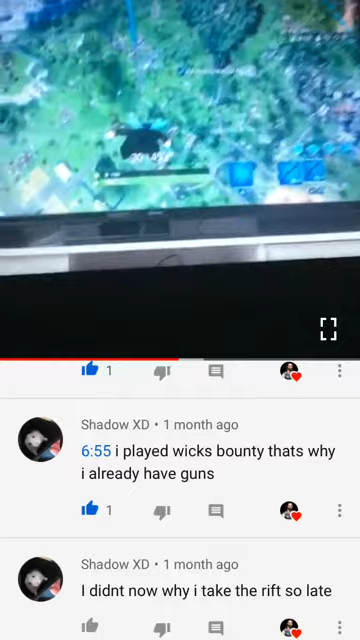 1
Shadow XD • 1 month ago
6:55 i played wicks bounty thats why
i already have guns
1
Shadow XD • 1 month ago
I didnt now why i take the rift so late